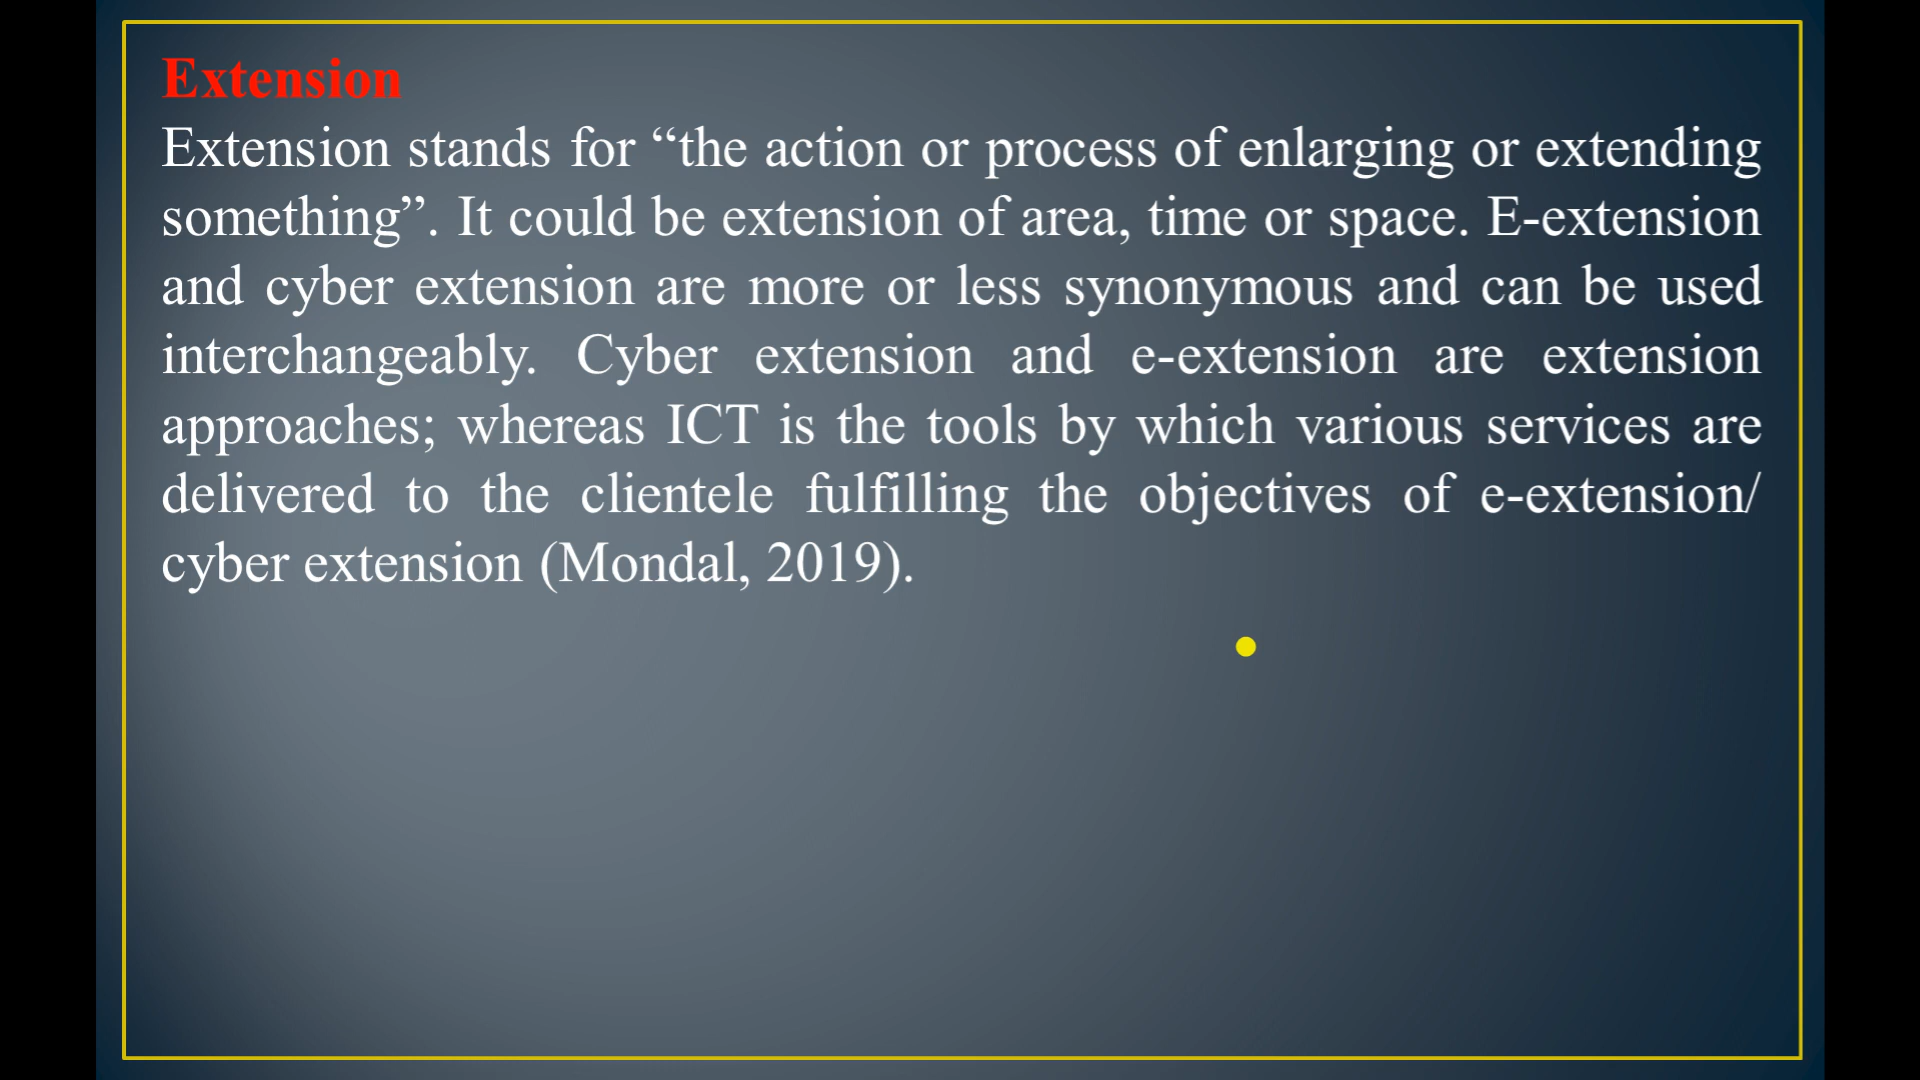 Extension
Extension stands for “the action or process of enlarging or extending
something”. It could be extension of area, time or space. E-extension
and cyber extension are more or less synonymous and can be used
interchangeably. Cyber extension and e-extension are extension
approaches; whereas ICT is the tools by which various services are
delivered to the clientele fulfilling the objectives of e-extension/
cyber extension (Mondal, 2019).